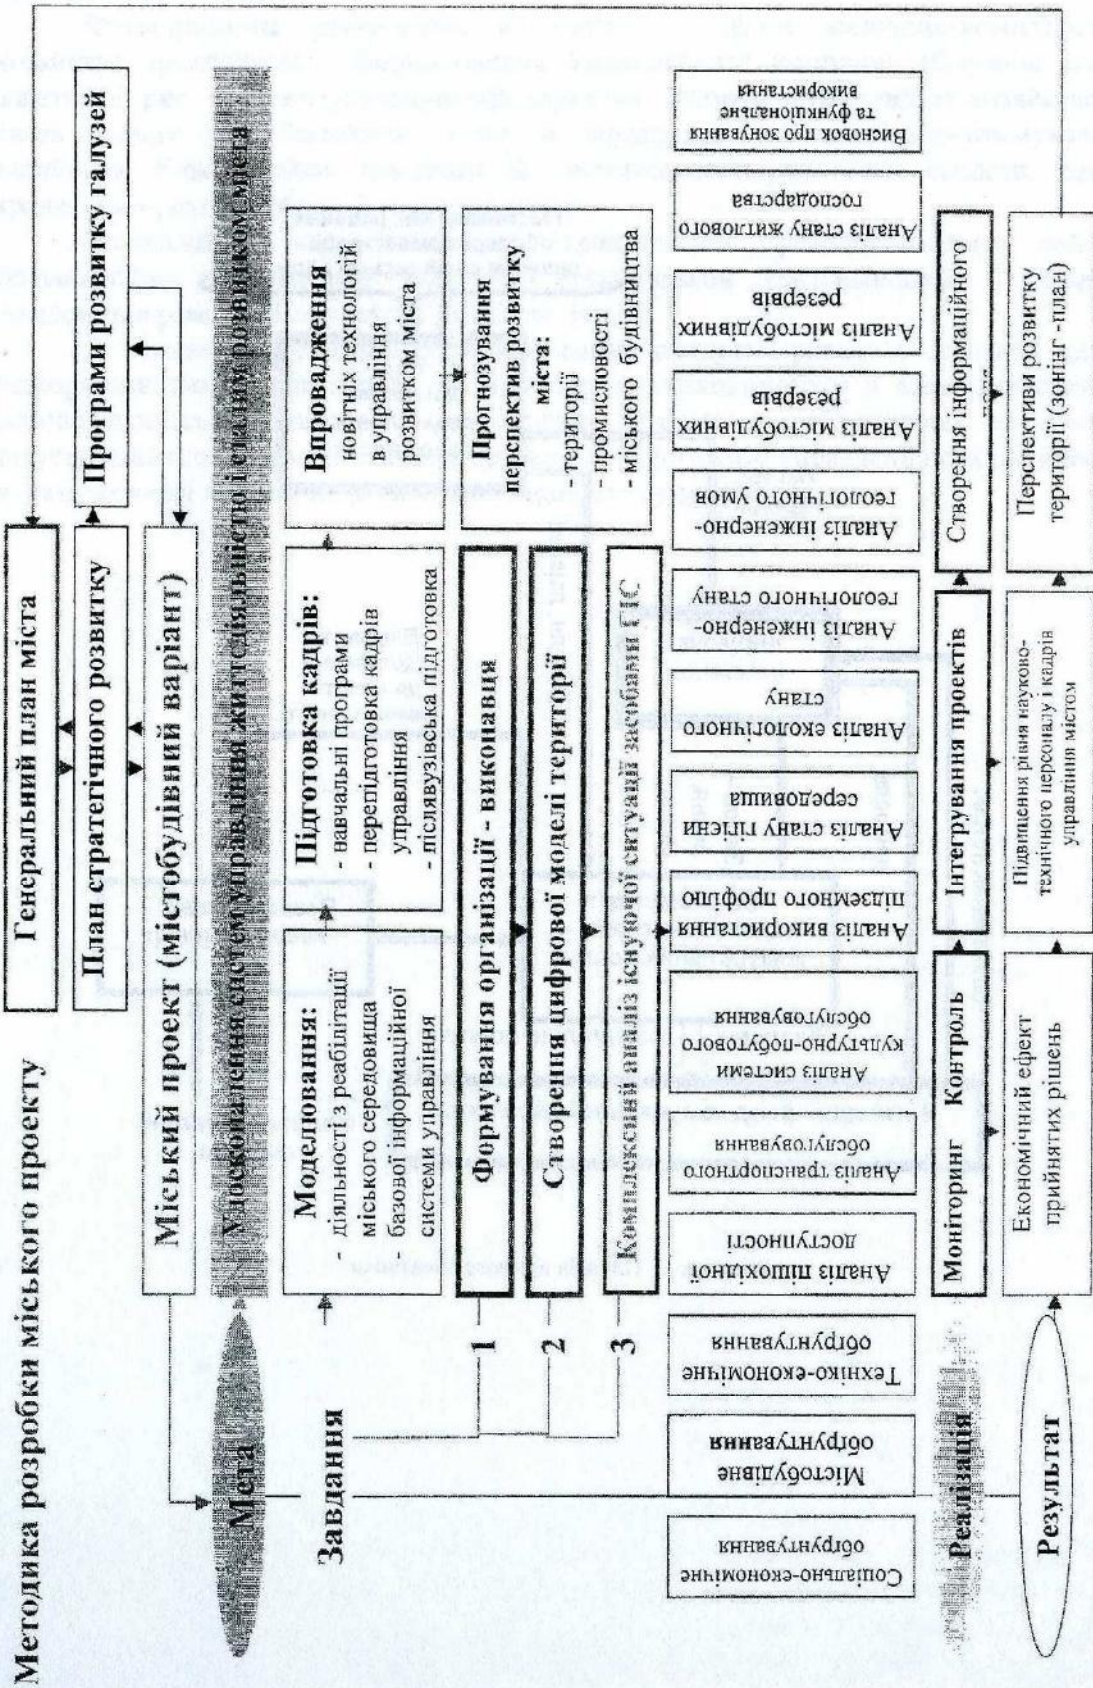 Методика розробки міського проекту
Генеральний план міста
План стратегічного розвитку
Програми розвитку галузей
Міський проект (містобудівний варіант)
Мета
Удосконалення систем управління життєдіяльністю і сталим розвитком міста
Завдання
Моделювання:
- діяльності з реабілітації
міського середовища
- базової інформаційної
системи управління
Підготовка кадрів:
- навчальні програми
- перепідготовка кадрів
управління
- післявузівська підготовка
Впровадження
новітніх технологій
в управління
розвитком міста
Прогнозування
перспектив розвитку
міста:
- території
- промисловості
- міського будівництва
1
Формування організації - виконавця
2
Створення цифрової моделі території
3
Комплексний аналіз існуючої ситуації засобами ГІС
Соціально-економічне
обґрунтування
Містобудівне
обґрунтування
Техніко-економічне
обґрунтування
Аналіз пішохідної
доступності
Аналіз транспортного
обслуговування
Аналіз системи
культурно-побутового
обслуговування
Аналіз використання
підземного профілю
Аналіз стану гігієни
середовища
Аналіз екологічного
стану
Аналіз інженерно-
геологічного стану
Аналіз інженерно-
геологічного умов
Аналіз містобудівних
резервів
Аналіз містобудівних
резервів
Аналіз стану житлового
господарства
Висновок про зонування
та функціональне
використання
Реалізація
Моніторинг Контроль
Інтегрування проектів
Створення інформаційного
Результат
Економічний ефект
прийнятих рішень
Підвищення рівня науково-
технічного персоналу і кадрів
управління містом
Перспективи розвитку
території (зонінг -план)